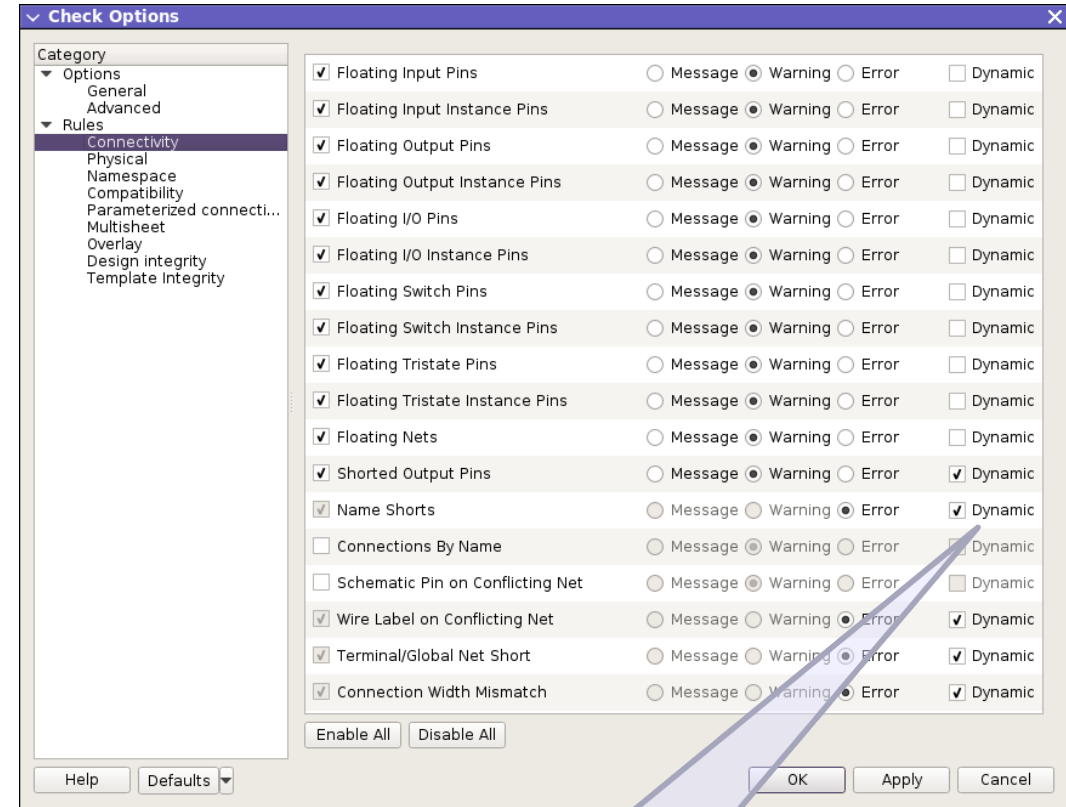 Check Options
Category
Options
General
Advanced
Rules
Connectivity
Physical
Namespace
Compatibility
Parameterized connecti...
Multisheet
Overlay
Design integrity
Template Integrity
Floating Input Pins Message Warning Error Dynamic
Floating Input Instance Pins Message Warning Error Dynamic
Floating Output Pins Message Warning Error Dynamic
Floating Output Instance Pins Message Warning Error Dynamic
Floating I/O Pins Message Warning Error Dynamic
Floating I/O Instance Pins Message Warning Error Dynamic
Floating Switch Pins Message Warning Error Dynamic
Floating Switch Instance Pins Message Warning Error Dynamic
Floating Tristate Pins Message Warning Error Dynamic
Floating Tristate Instance Pins Message Warning Error Dynamic
Floating Nets Message Warning Error Dynamic
Shorted Output Pins Message Warning Error Dynamic
Name Shorts Message Warning Error Dynamic
Connections By Name Message Warning Error Dynamic
Schematic Pin on Conflicting Net Message Warning Error Dynamic
Wire Label on Conflicting Net Message Warning Error Dynamic
Terminal/Global Net Short Message Warning Error Dynamic
Connection Width Mismatch Message Warning Error Dynamic
Enable All Disable All
Help Defaults OK Apply Cancel